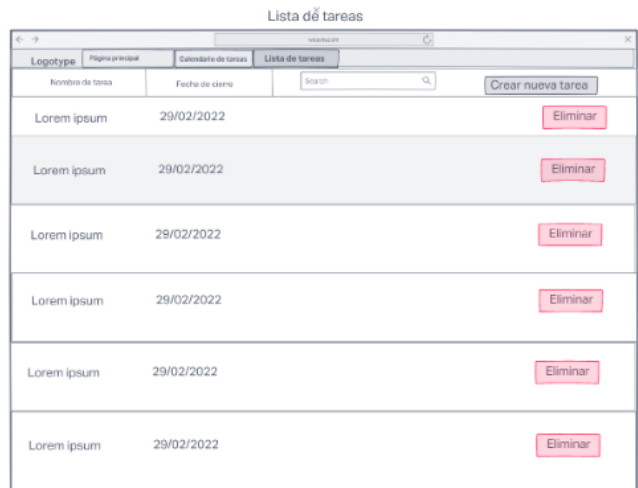 Lista de tareas
Logotype Página principal Calendario de tareas Lista de tareas
Nombre de tarea Fecha de cierre Search Crear nueva tarea
Lorem ipsum 29/02/2022 Eliminar
Lorem ipsum 29/02/2022 Eliminar
Lorem ipsum 29/02/2022 Eliminar
Lorem ipsum 29/02/2022 Eliminar
Lorem ipsum 29/02/2022 Eliminar
Lorem ipsum 29/02/2022 Eliminar